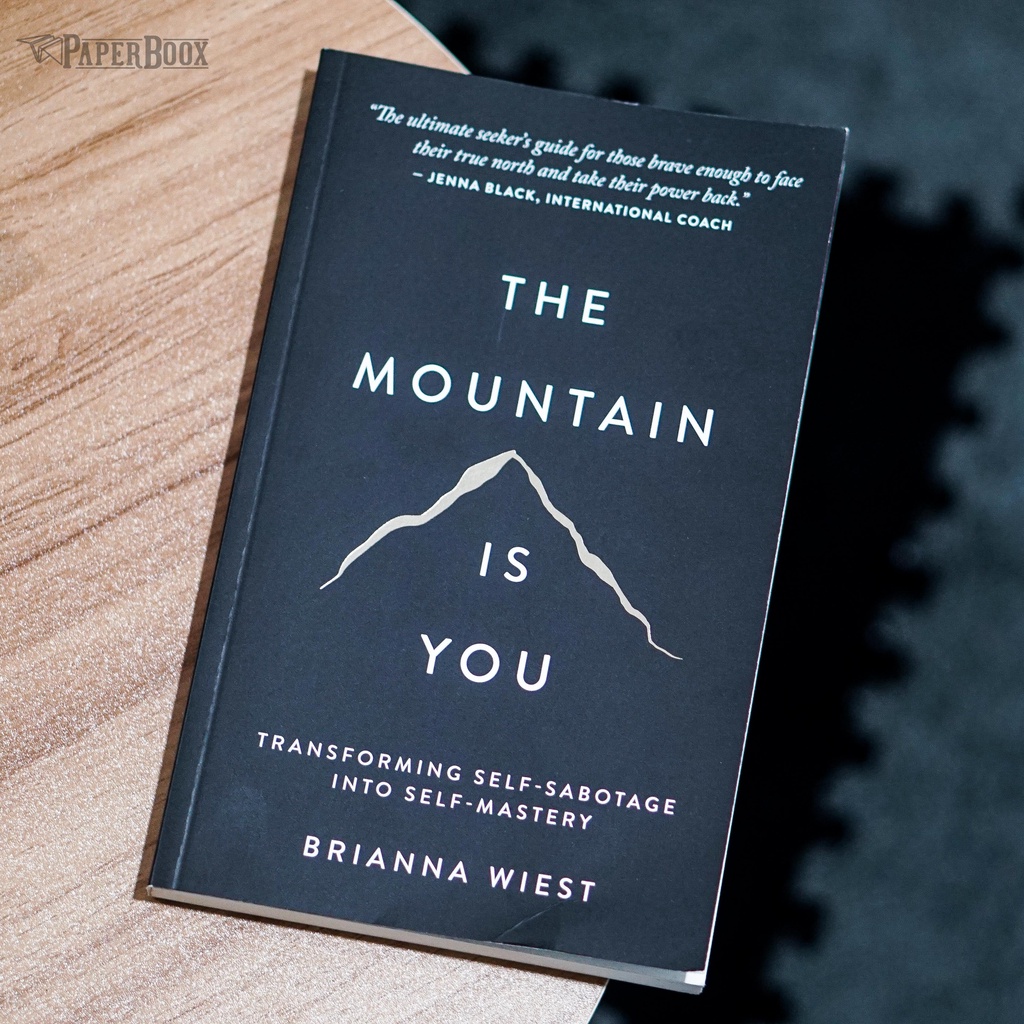 PAPERBOOX
“The ultimate seeker's guide for those brave enough to face
their true north and take their power back.”
– JENNA BLACK, INTERNATIONAL COACH
THE
MOUNTAIN
IS
YOU
TRANSFORMING SELF-SABOTAGE
INTO SELF-MASTERY
BRIANNA WIEST